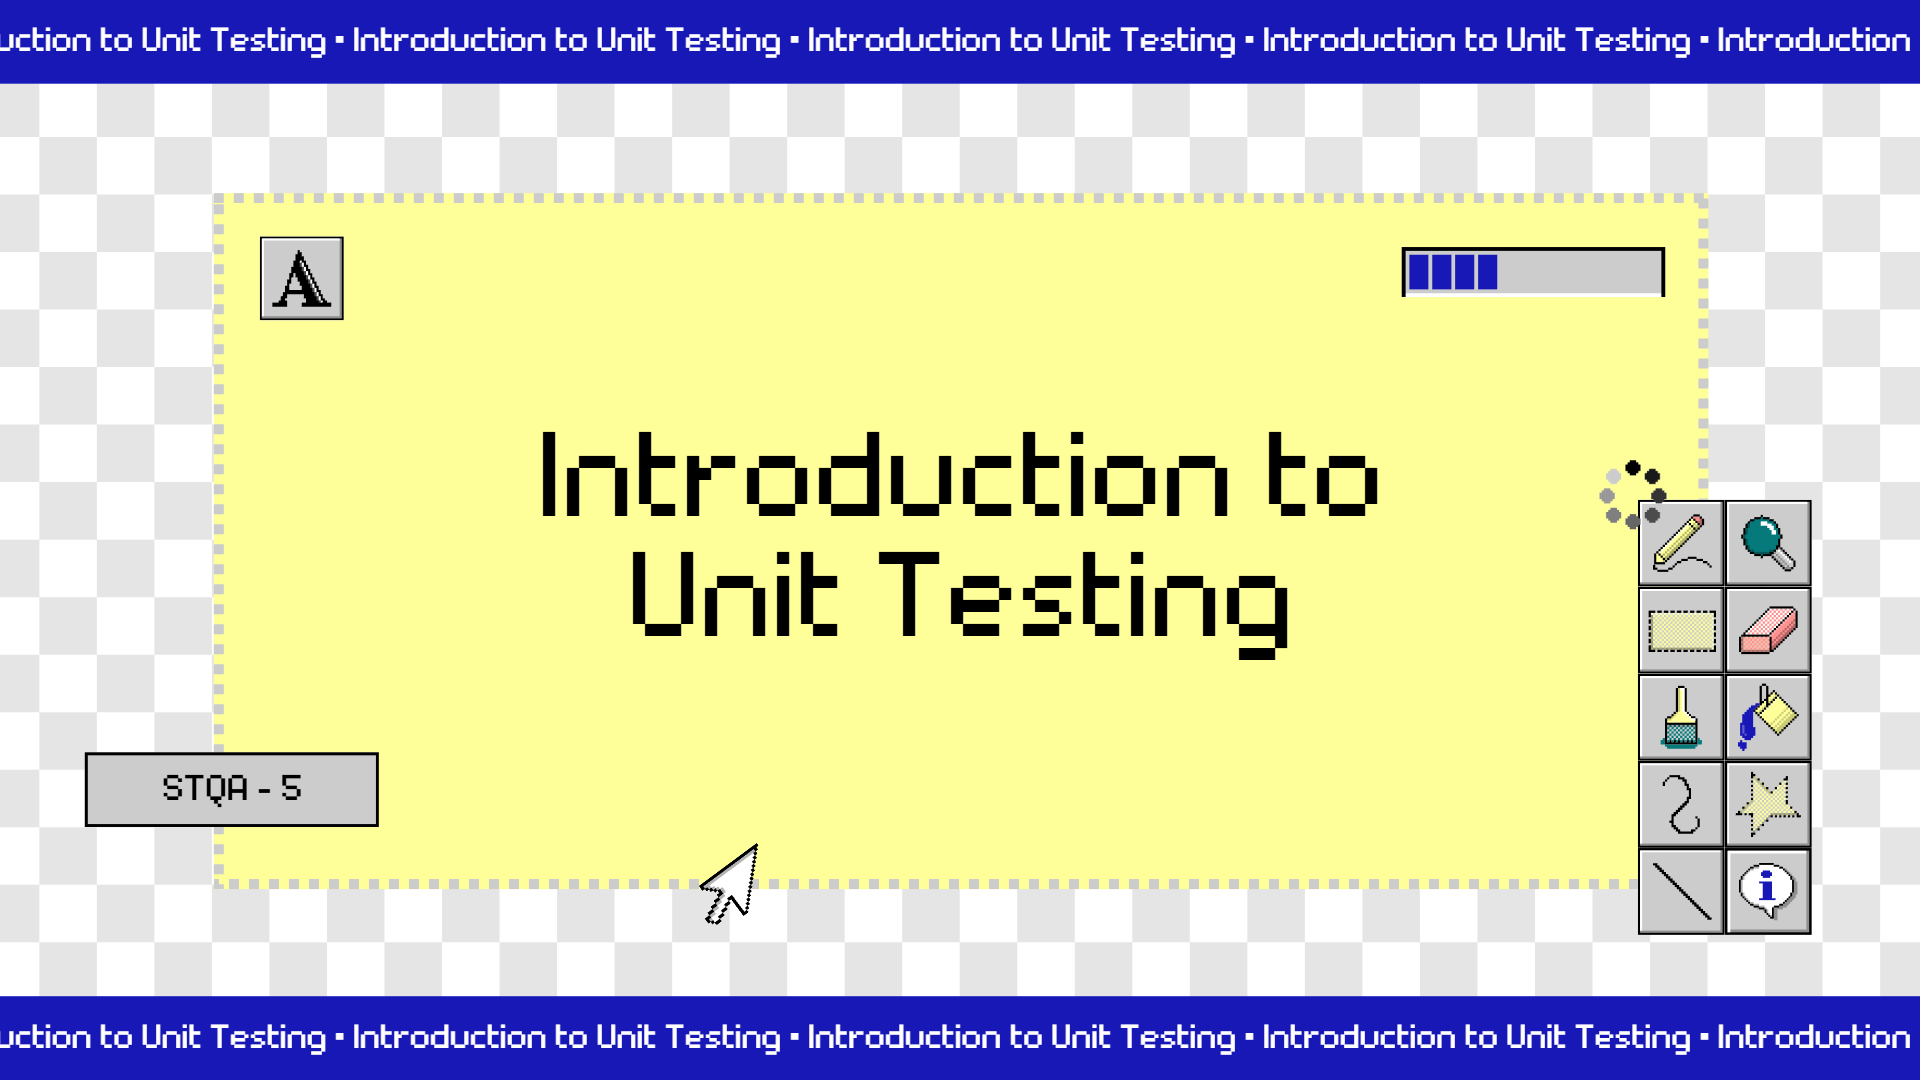 uction to Unit Testing • Introduction to Unit Testing • Introduction to Unit Testing • Introduction to Unit Testing • Introduction
A
Introduction to
Unit Testing
STQA - 5
i
uction to Unit Testing • Introduction to Unit Testing • Introduction to Unit Testing • Introduction to Unit Testing • Introduction